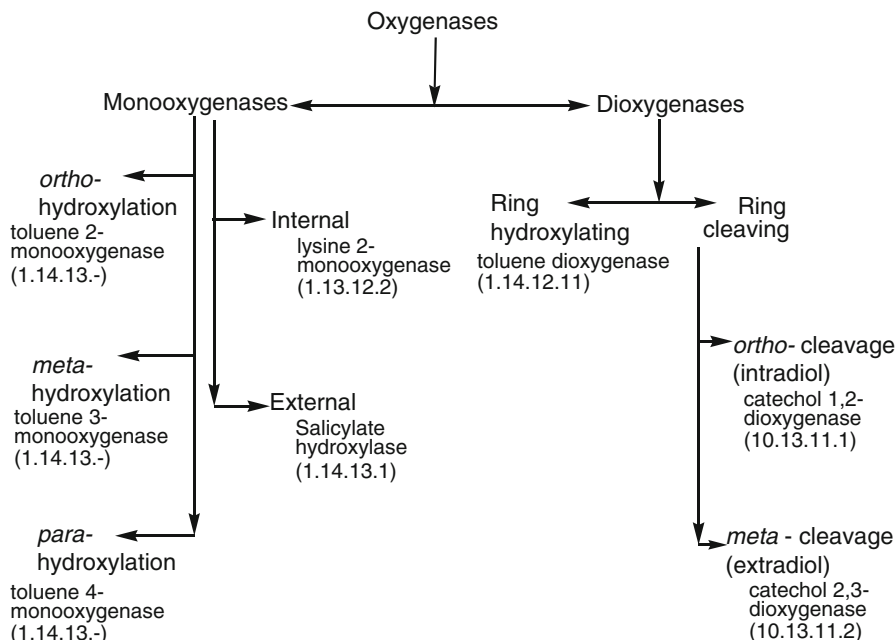 Oxygenases
Monooxygenases
Dioxygenases
ortho-
hydroxylation
toluene 2-
monooxygenase
(1.14.13.-)
meta-
hydroxylation
toluene 3-
monooxygenase
(1.14.13.-)
para-
hydroxylation
toluene 4-
monooxygenase
(1.14.13.-)
Internal
lysine 2-
monooxygenase
(1.13.12.2)
External
Salicylate
hydroxylase
(1.14.13.1)
Ring
hydroxylating
toluene dioxygenase
(1.14.12.11)
Ring
cleaving
ortho- cleavage
(intradiol)
catechol 1,2-
dioxygenase
(10.13.11.1)
meta - cleavage
(extradiol)
catechol 2,3-
dioxygenase
(10.13.11.2)